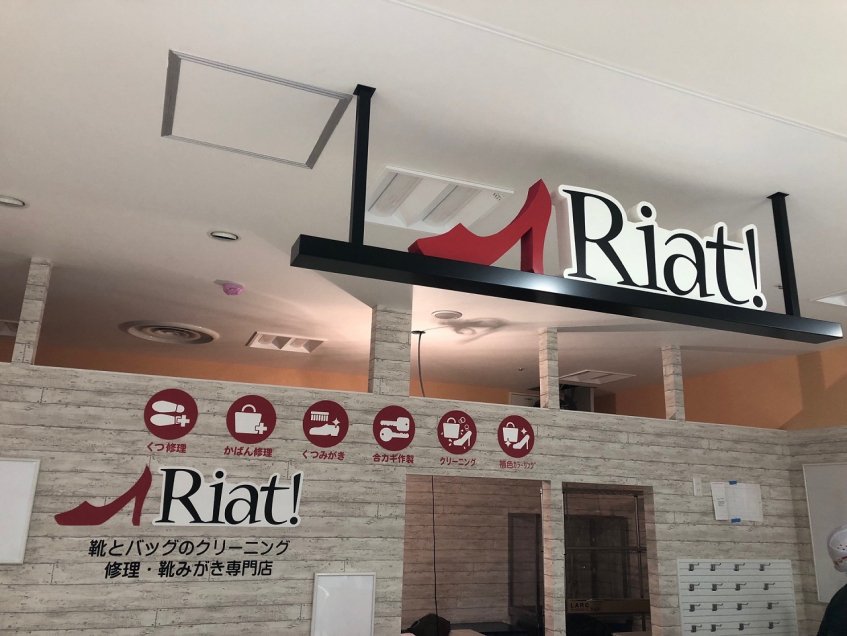 Riat!
くつ修理
かばん修理
くつみがき
合カギ作製
クリーニング
補色カラーリング
Riat!
靴とバッグのクリーニング
修理・靴みがき専門店
LARC